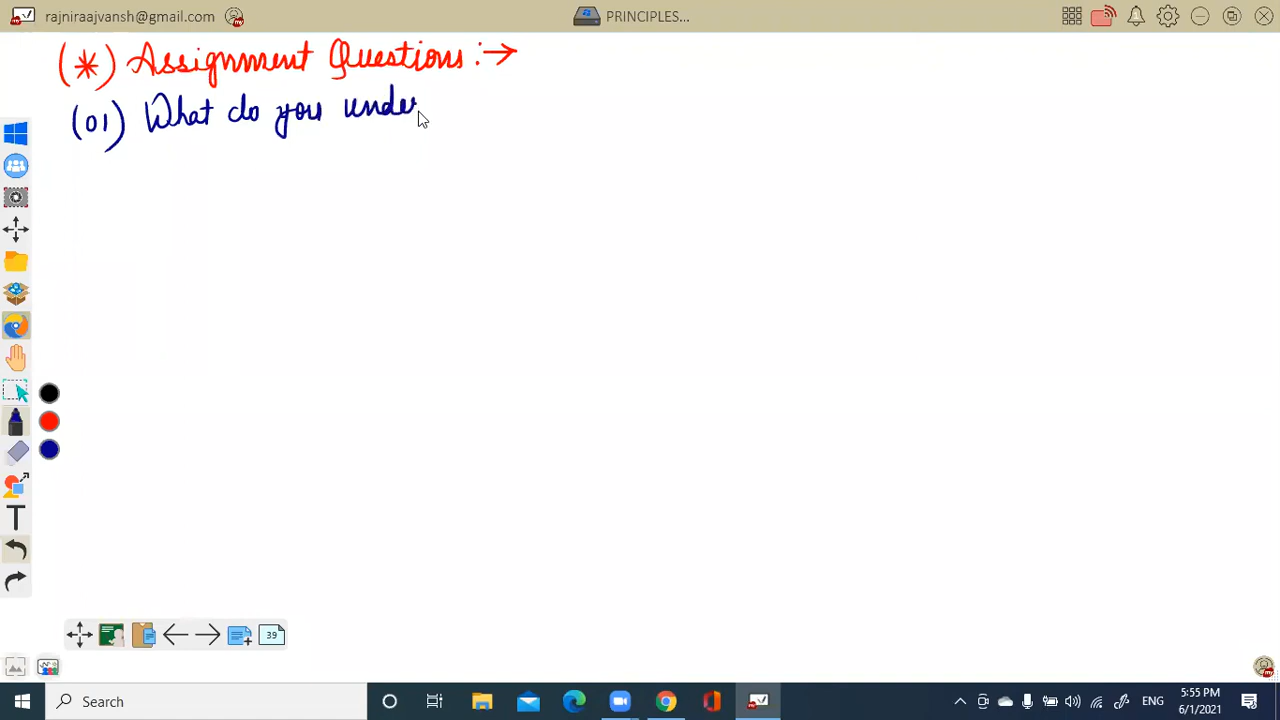 rajniraajvansh@gmail.com
PRINCIPLES...
(*) Assignment Questions :→
(01) What do you unde
T
39
Search
ENG
5:55 PM
6/1/2021